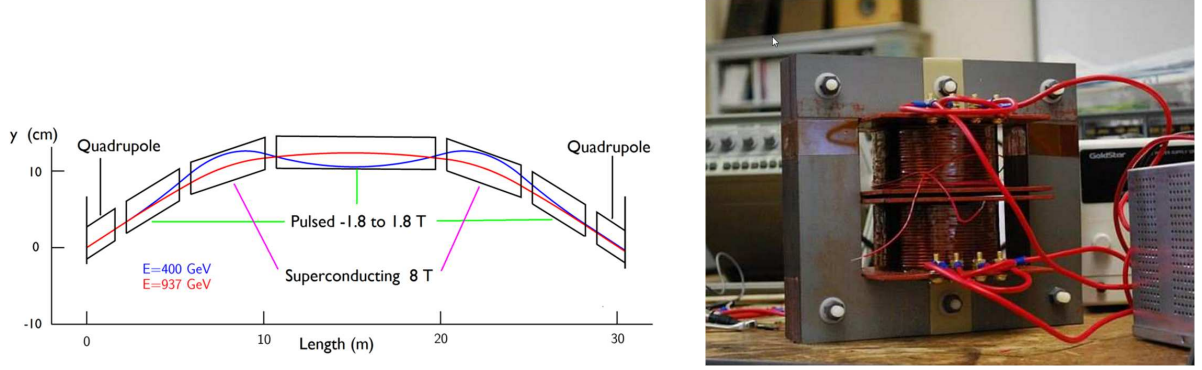 y (cm)
Quadrupole
Quadrupole
10
Pulsed -1.8 to 1.8 T
0
E=400 GeV
E=937 GeV
Superconducting 8 T
-10
0
10
Length (m)
20
30
GoldStar